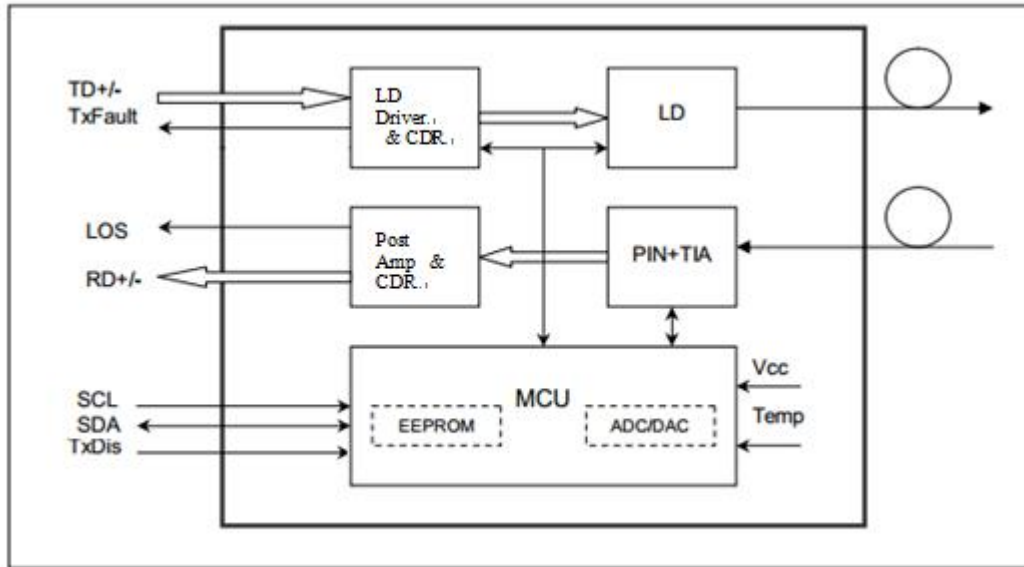 TD+/-
TxFault
LD
Driver.
& CDR.
LD
LOS
RD+/-
Post
Amp &
CDR.
PIN+TIA
MCU
EEPROM
ADC/DAC
SCL
SDA
TxDis
Vcc
Temp